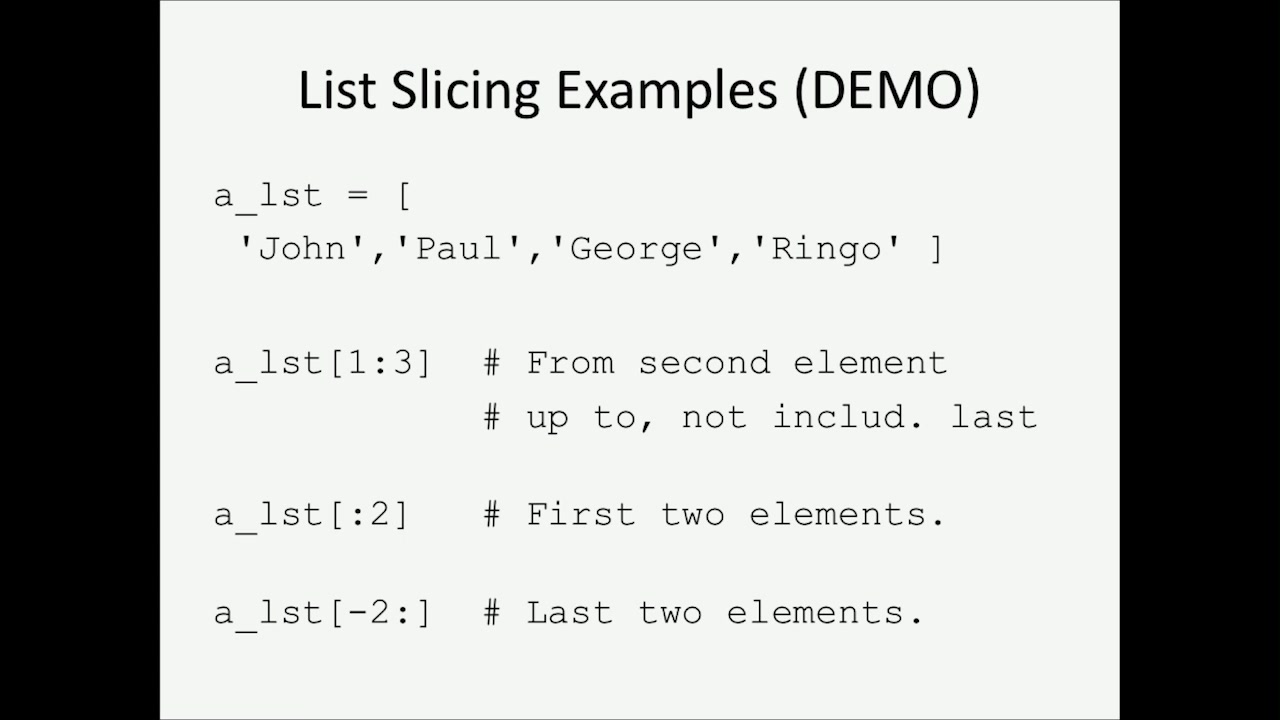 List Slicing Examples (DEMO)
a_lst = [
'John','Paul','George','Ringo' ]
a_lst[1:3] # From second element
# up to, not includ. last
a_lst[:2] # First two elements.
a_lst[-2:] # Last two elements.